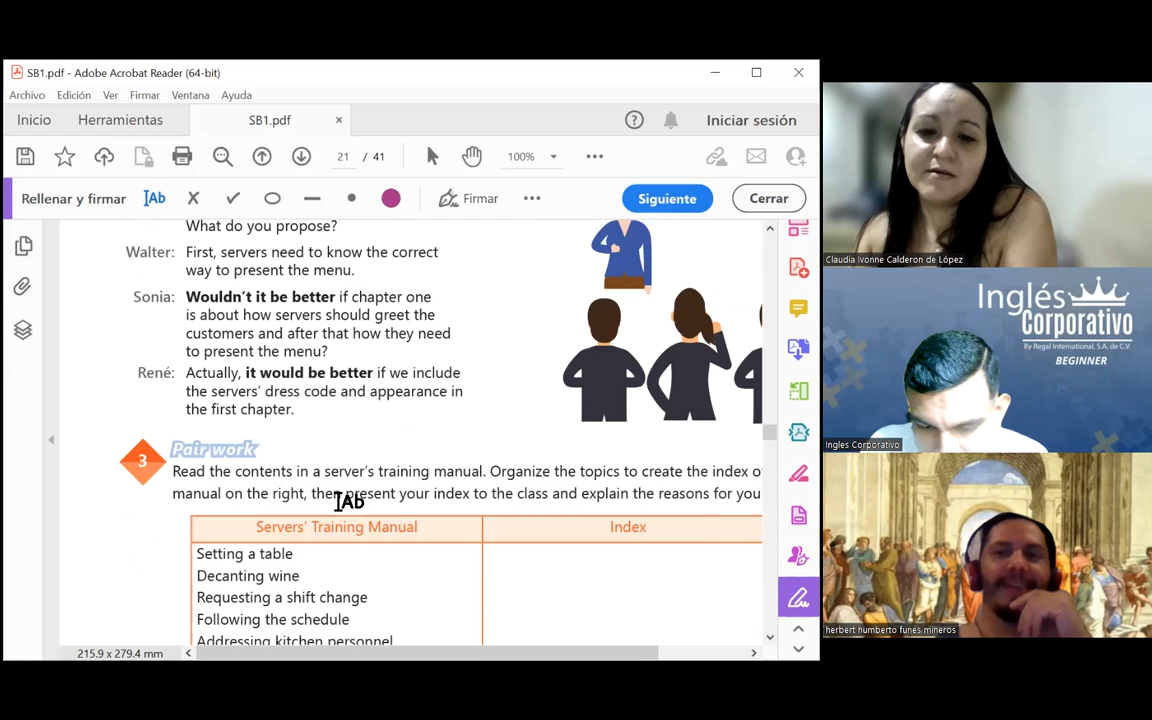 SB1.pdf - Adobe Acrobat Reader (64-bit)
Archivo Edición Ver Firmar Ventana Ayuda
Inicio Herramientas SB1.pdf × Iniciar sesión
21 / 41 100%
Rellenar y firmar Ab Firmar Siguiente Cerrar
What do you propose?
Walter: First, servers need to know the correct
way to present the menu.
Sonia: Wouldn't it be better if chapter one
is about how servers should greet the
customers and after that how they need
to present the menu?
René: Actually, it would be better if we include
the servers' dress code and appearance in
the first chapter.
3 Pair work
Read the contents in a server's training manual. Organize the topics to create the index o
manual on the right, then present your index to the class and explain the reasons for you
Ab
Servers' Training Manual Index
Setting a table
Decanting wine
Requesting a shift change
Following the schedule
Addressing kitchen personnel
215.9 x 279.4 mm
Claudia Ivonne Calderon de López
Inglés
Corporativo
By Regal International, S.A. de C.V.
BEGINNER
Ingles Corporativo
herbert humberto funes mineros